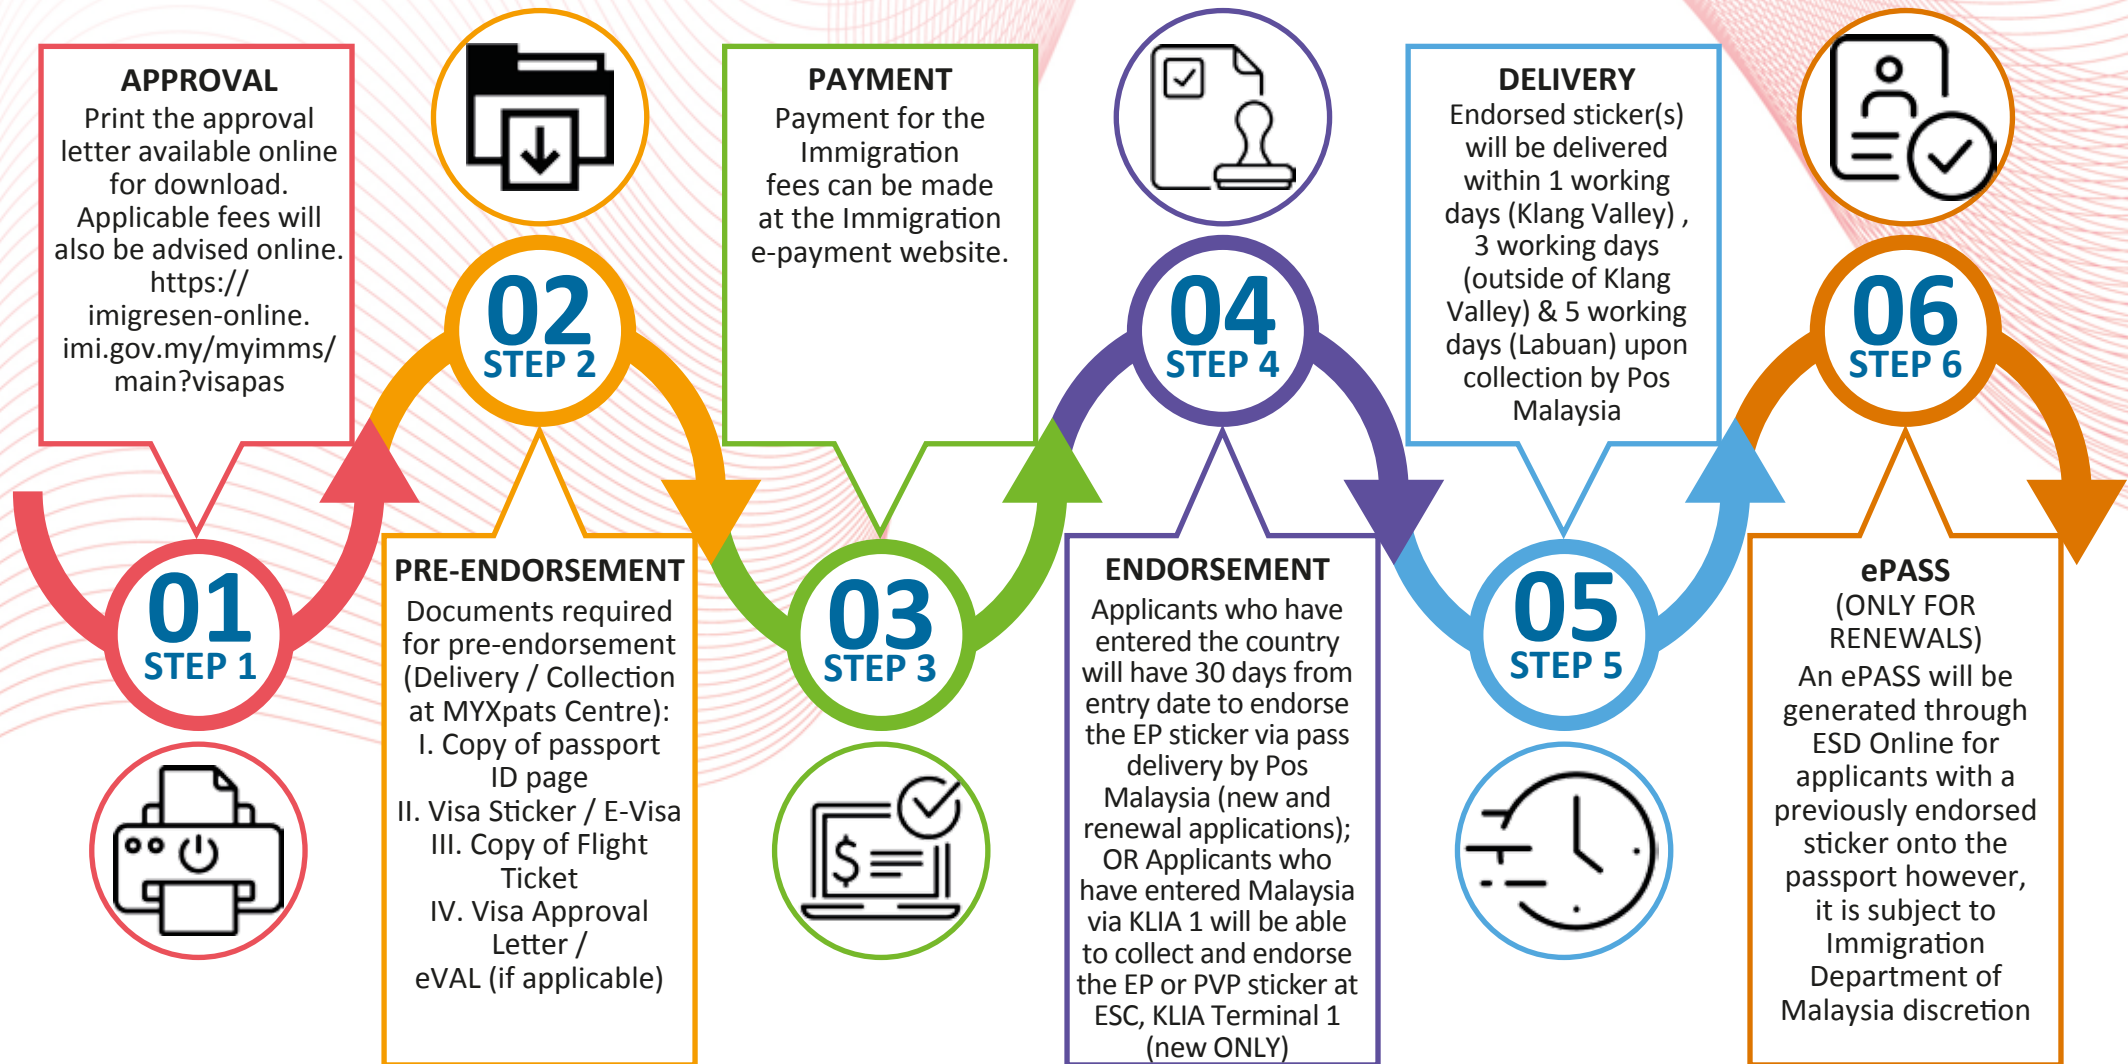 APPROVAL
Print the approval
letter available online
for download.
Applicable fees will
also be advised online.
https://
imigresen-online.
imi.gov.my/myimms/
main?visapas
01
STEP 1
02
STEP 2
PRE-ENDORSEMENT
Documents required
for pre-endorsement
(Delivery / Collection
at MYXpats Centre):
I. Copy of passport
ID page
II. Visa Sticker / E-Visa
III. Copy of Flight
Ticket
IV. Visa Approval
Letter /
eVAL (if applicable)
PAYMENT
Payment for the
Immigration
fees can be made
at the Immigration
e-payment website.
03
STEP 3
$
04
STEP 4
ENDORSEMENT
Applicants who have
entered the country
will have 30 days from
entry date to endorse
the EP sticker via pass
delivery by Pos
Malaysia (new and
renewal applications);
OR Applicants who
have entered Malaysia
via KLIA 1 will be able
to collect and endorse
the EP or PVP sticker at
ESC, KLIA Terminal 1
(new ONLY)
DELIVERY
Endorsed sticker(s)
will be delivered
within 1 working
days (Klang Valley) ,
3 working days
(outside of Klang
Valley) & 5 working
days (Labuan) upon
collection by Pos
Malaysia
05
STEP 5
06
STEP 6
ePASS
(ONLY FOR
RENEWALS)
An ePASS will be
generated through
ESD Online for
applicants with a
previously endorsed
sticker onto the
passport however,
it is subject to
Immigration
Department of
Malaysia discretion